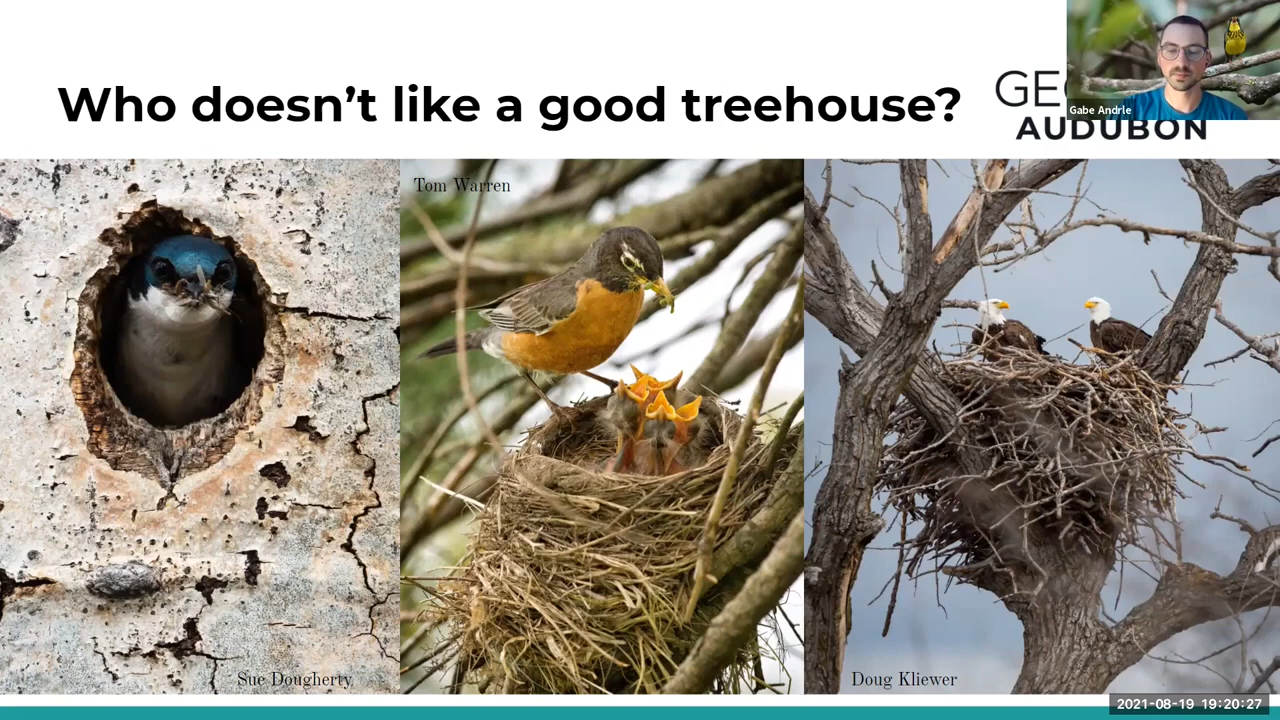 Who doesn't like a good treehouse?
AUDUBON
Gabe Andrle
Tom Warren
Sue Dougherty
Doug Kliewer
2021-08-19 19:20:27